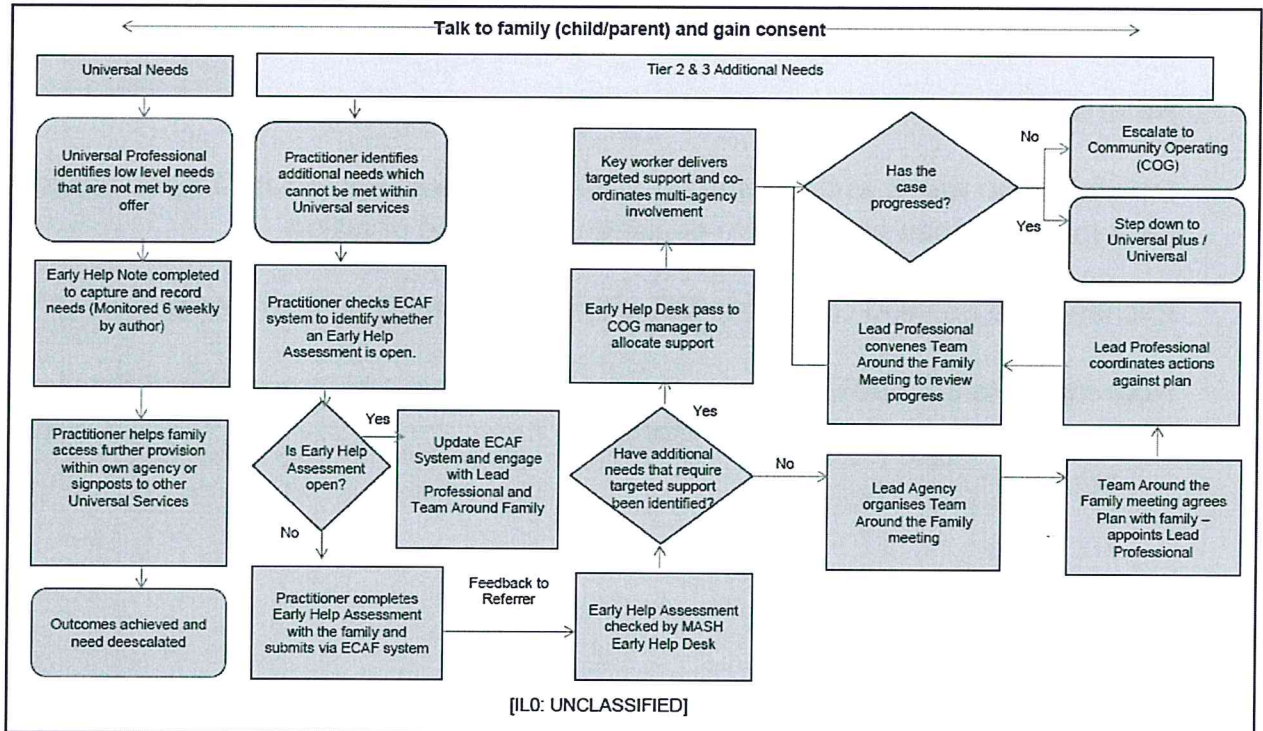 Talk to family (child/parent) and gain consent
Universal Needs
Tier 2 & 3 Additional Needs
Universal Professional
identifies low level needs
that are not met by core
offer
Early Help Note completed
to capture and record
needs (Monitored 6 weekly
by author)
Practitioner helps family
access further provision
within own agency or
signposts to other
Universal Services
Outcomes achieved and
need deescalated
Practitioner identifies
additional needs which
cannot be met within
Universal services
Practitioner checks ECAF
system to identify whether
an Early Help
Assessment is open.
Is Early Help
Assessment
open?
Yes
Update ECAF
System and engage
with Lead
Professional and
Team Around Family
No
Practitioner completes
Early Help Assessment
with the family and
submits via ECAF system
Feedback to
Referrer
Early Help Assessment
checked by MASH
Early Help Desk
Have additional
needs that require
targeted support
been identified?
Yes
Early Help Desk pass to
COG manager to
allocate support
Key worker delivers
targeted support and co-
ordinates multi-agency
involvement
No
Lead Agency
organises Team
Around the Family
meeting
Team Around the
Family meeting agrees
Plan with family –
appoints Lead
Professional
Lead Professional
coordinates actions
against plan
Lead Professional
convenes Team
Around the Family
Meeting to review
progress
Has the
case
progressed?
No
Escalate to
Community Operating
(COG)
Yes
Step down to
Universal plus /
Universal
[IL0: UNCLASSIFIED]